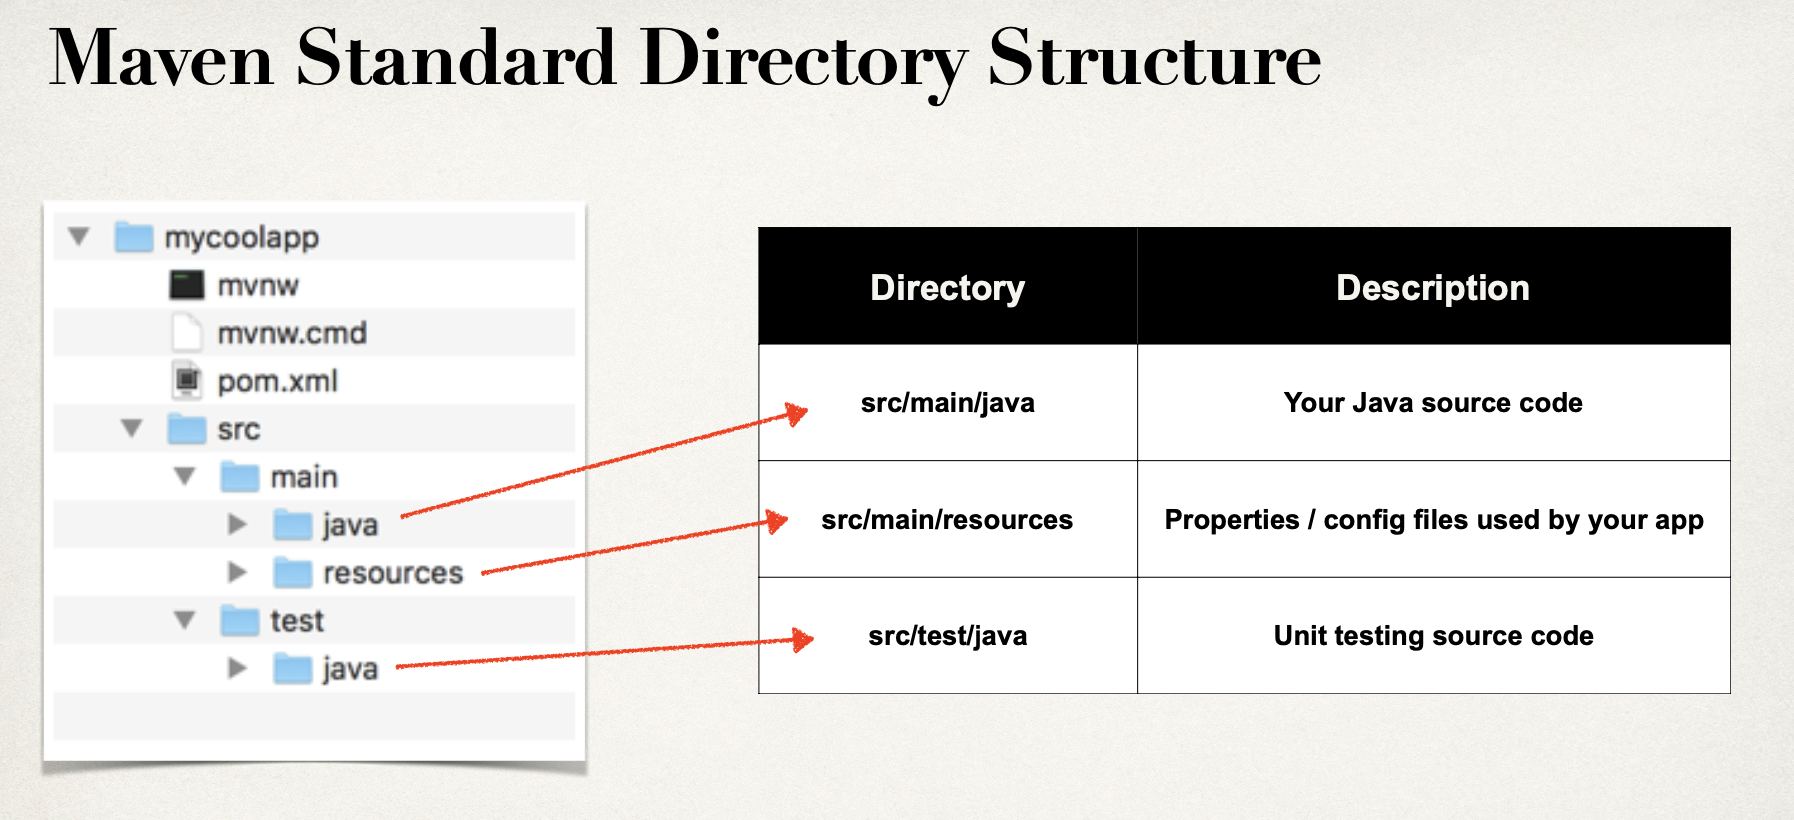 Maven Standard Directory Structure
mycoolapp
mvnw
mvnw.cmd
pom.xml
src
main
java
resources
test
java
Directory Description
src/main/java Your Java source code
src/main/resources Properties / config files used by your app
src/test/java Unit testing source code